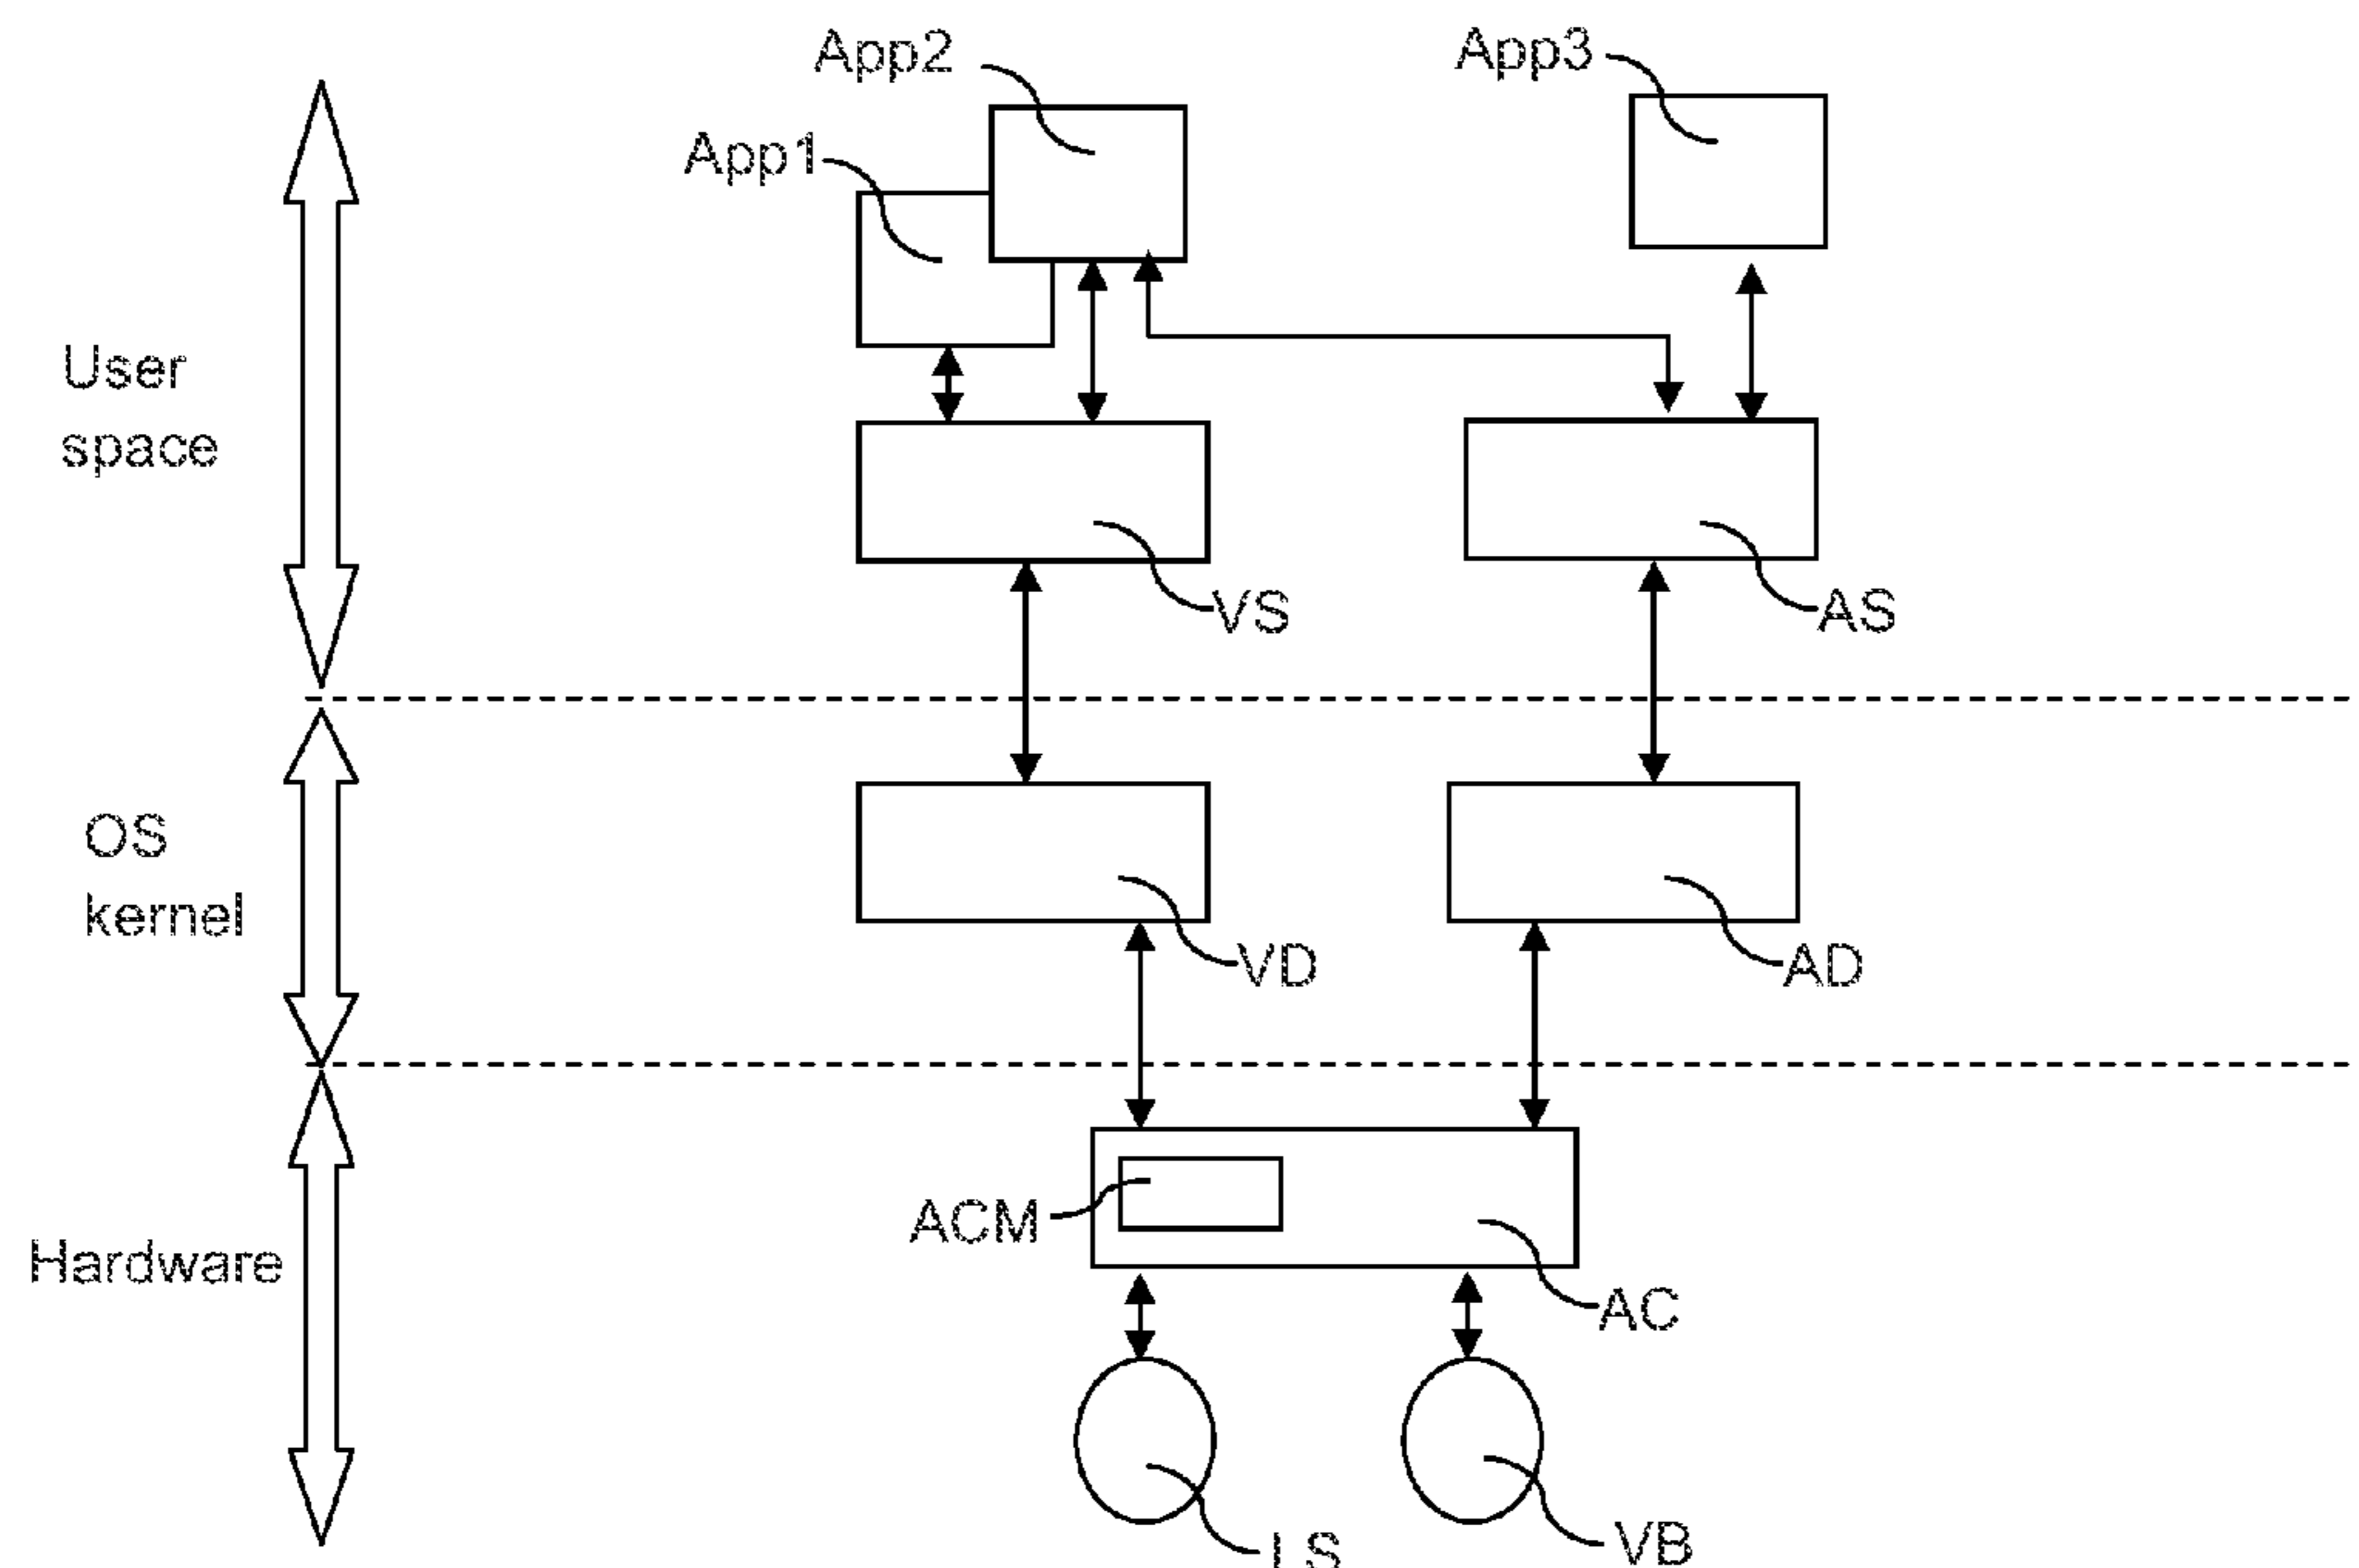 App2
App3
App1
User
space
VS
AS
OS
kernel
VD
AD
ACM
Hardware
AC
LS
VB